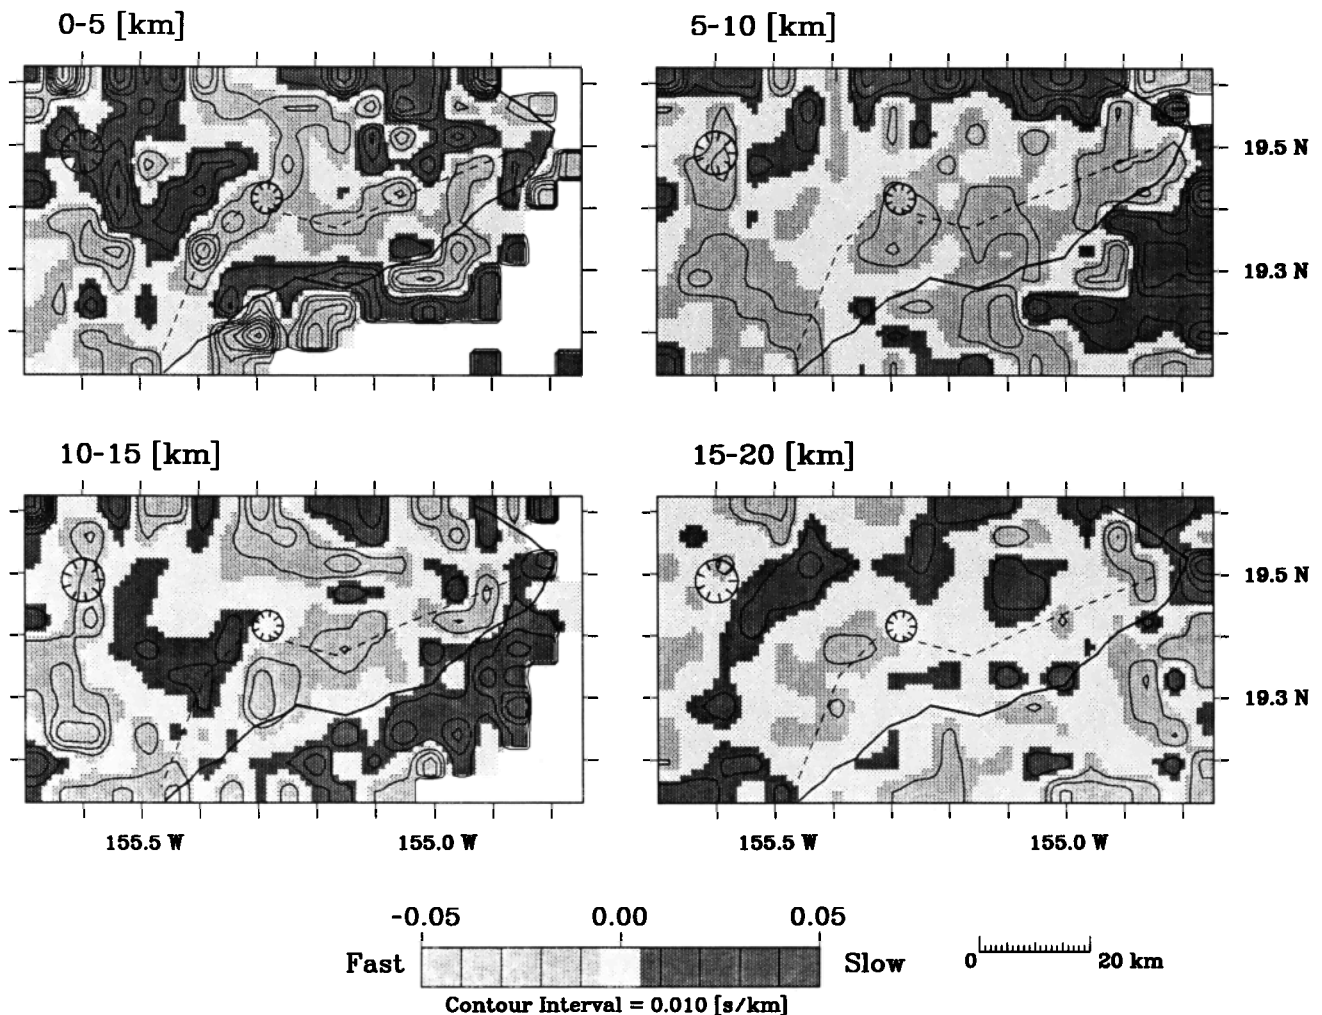 0-5 [km]
5-10 [km]
19.5 N
19.3 N
10-15 [km]
15-20 [km]
19.5 N
19.3 N
155.5 W
155.0 W
155.5 W
155.0 W
-0.05
0.00
0.05
Fast
Slow
0
20 km
Contour Interval = 0.010 [s/km]